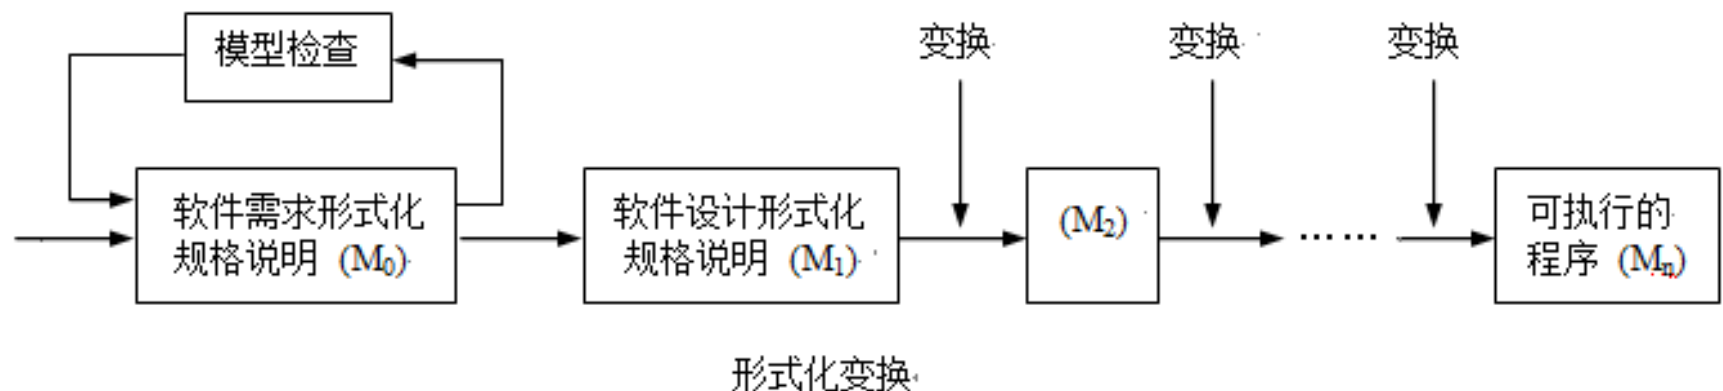 模型检查
变换
变换
变换
软件需求形式化
规格说明 (M₀)
软件设计形式化
规格说明 (M₁)
(M₂)
……
可执行的
程序 (Mₙ)
形式化变换